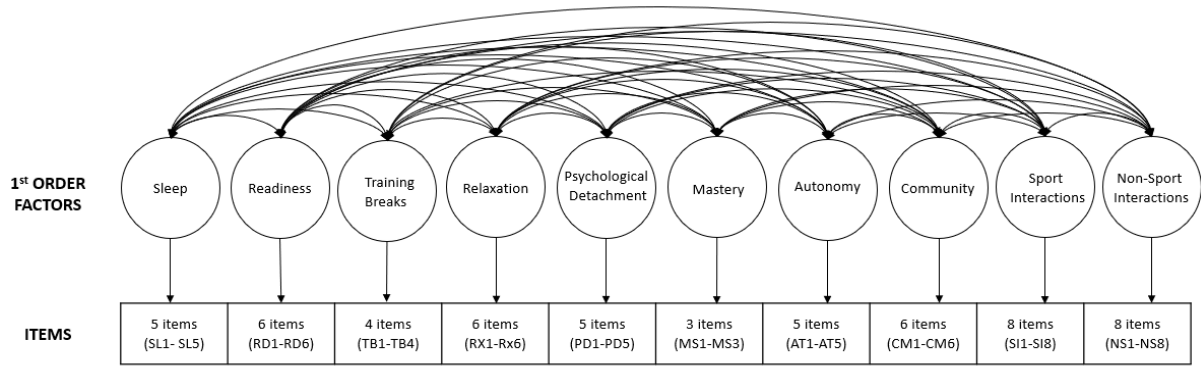 1st ORDER
FACTORS
Sleep
Readiness
Training
Breaks
Relaxation
Psychological
Detachment
Mastery
Autonomy
Community
Sport
Interactions
Non-Sport
Interactions
ITEMS
5 items
(SL1- SL5)
6 items
(RD1-RD6)
4 items
(TB1-TB4)
6 items
(RX1-Rx6)
5 items
(PD1-PD5)
3 items
(MS1-MS3)
5 items
(AT1-AT5)
6 items
(CM1-CM6)
8 items
(SI1-SI8)
8 items
(NS1-NS8)